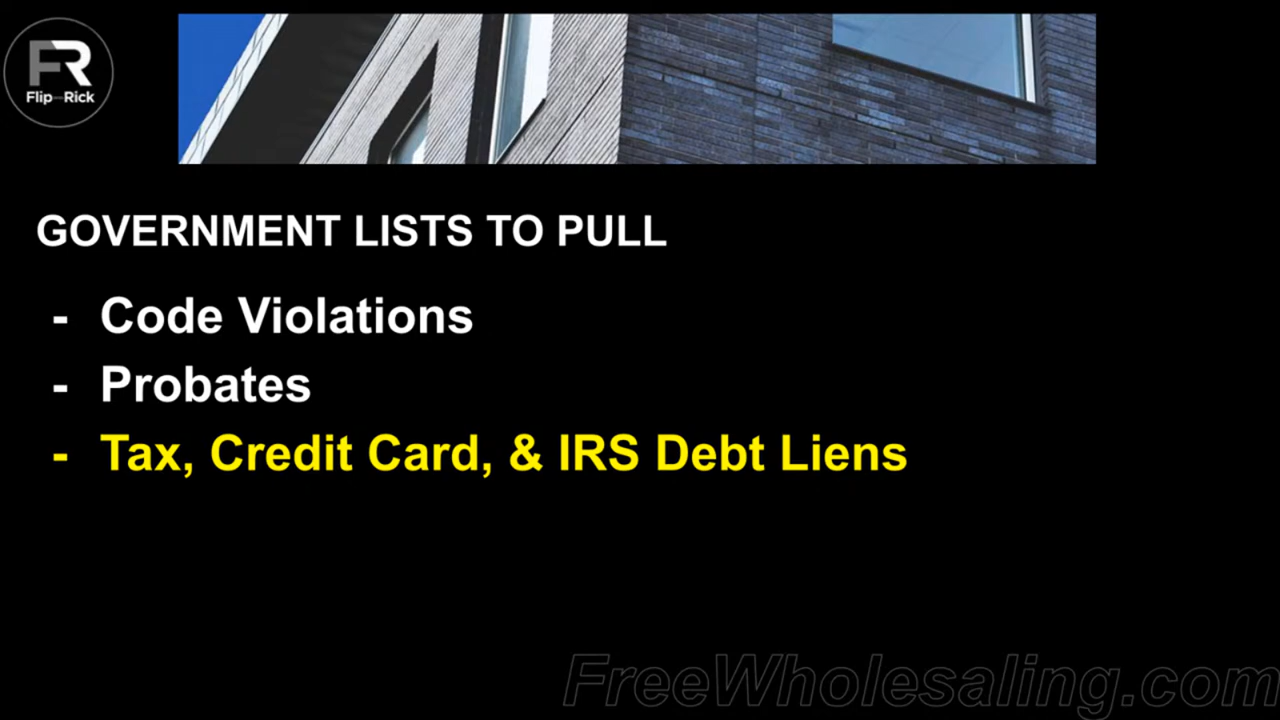 FR
Flip Rick
GOVERNMENT LISTS TO PULL
- Code Violations
- Probates
- Tax, Credit Card, & IRS Debt Liens
FreeWholesaling.com